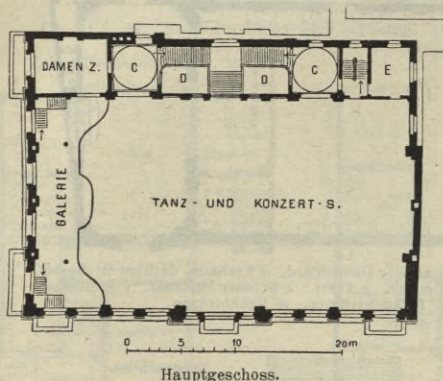 DAMEN Z. C D D C E
GALERIE
TANZ- UND KONZERT-S.
0 5 10 20m
Hauptgeschoss.